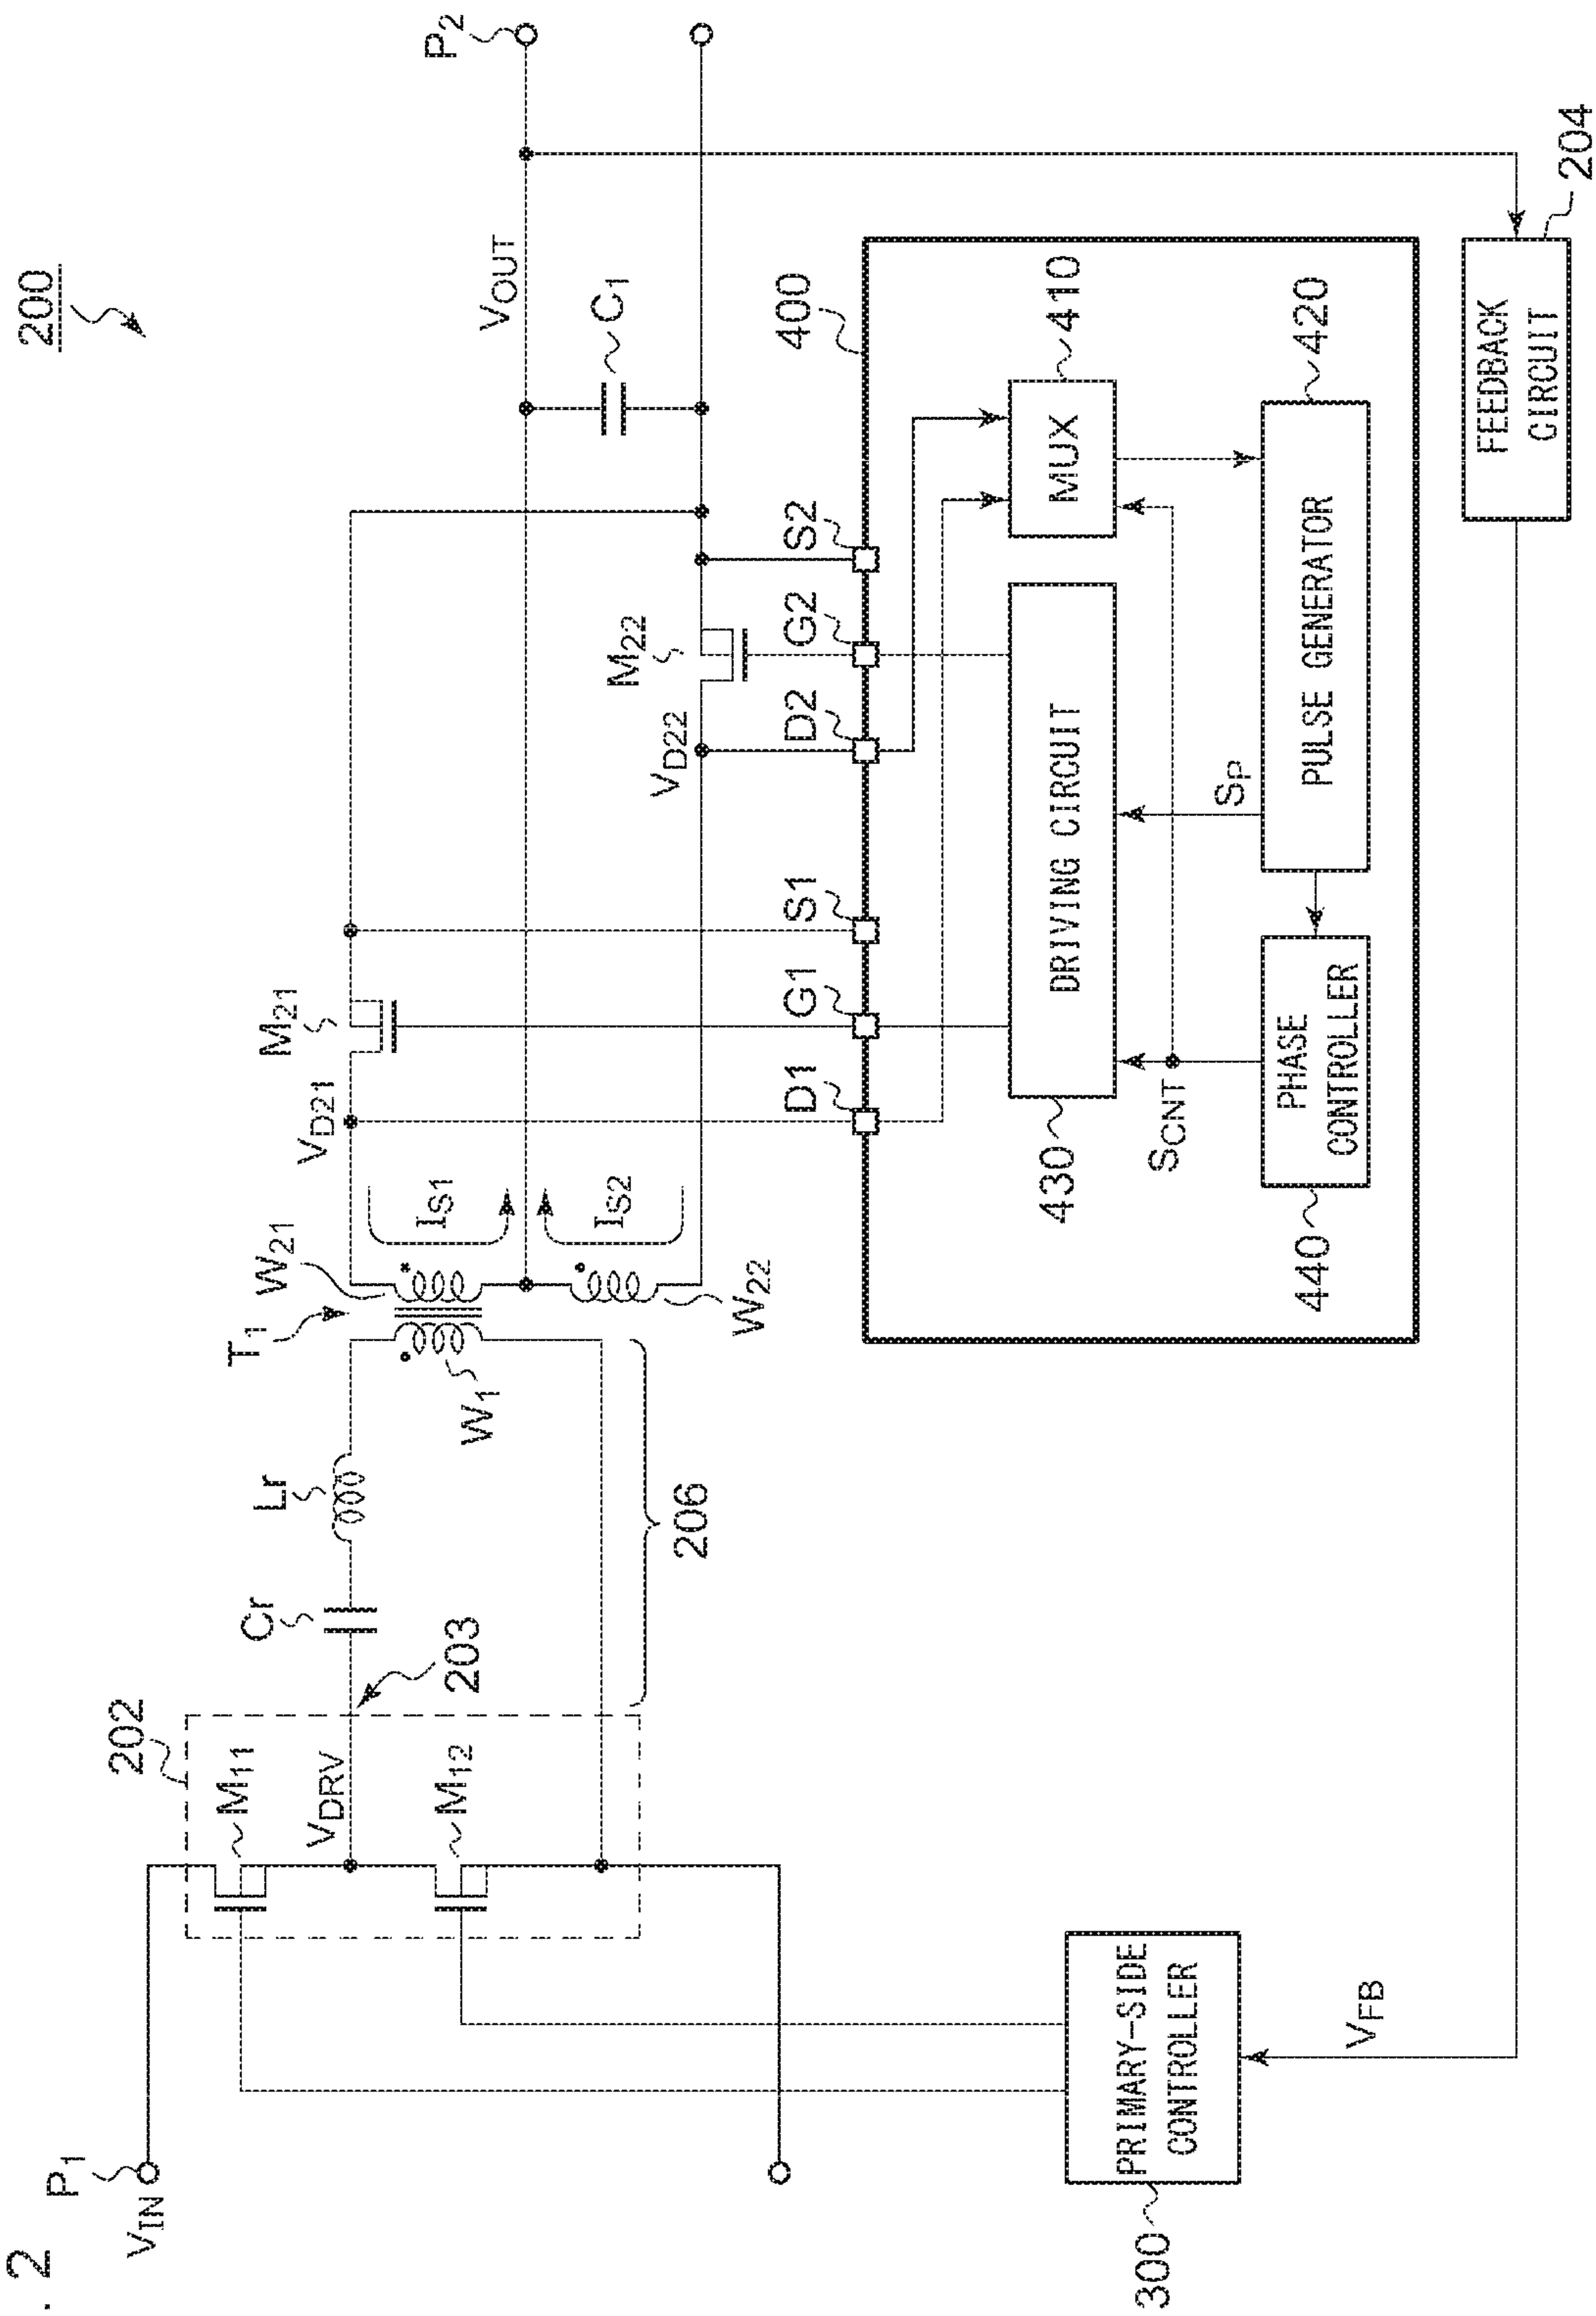 . 2
200
P1
VIN
202
M11
VDRV
M12
203
Cr
Lr
206
T1
W1
W21
W22
IS1
IS2
VD21
M21
VD22
M22
VOUT
C1
P2
D1
G1
S1
D2
G2
S2
400
430
DRIVING CIRCUIT
MUX
410
SCNT
SP
440
PHASE
CONTROLLER
PULSE GENERATOR
420
300
PRIMARY-SIDE
CONTROLLER
VFB
FEEDBACK
CIRCUIT
204